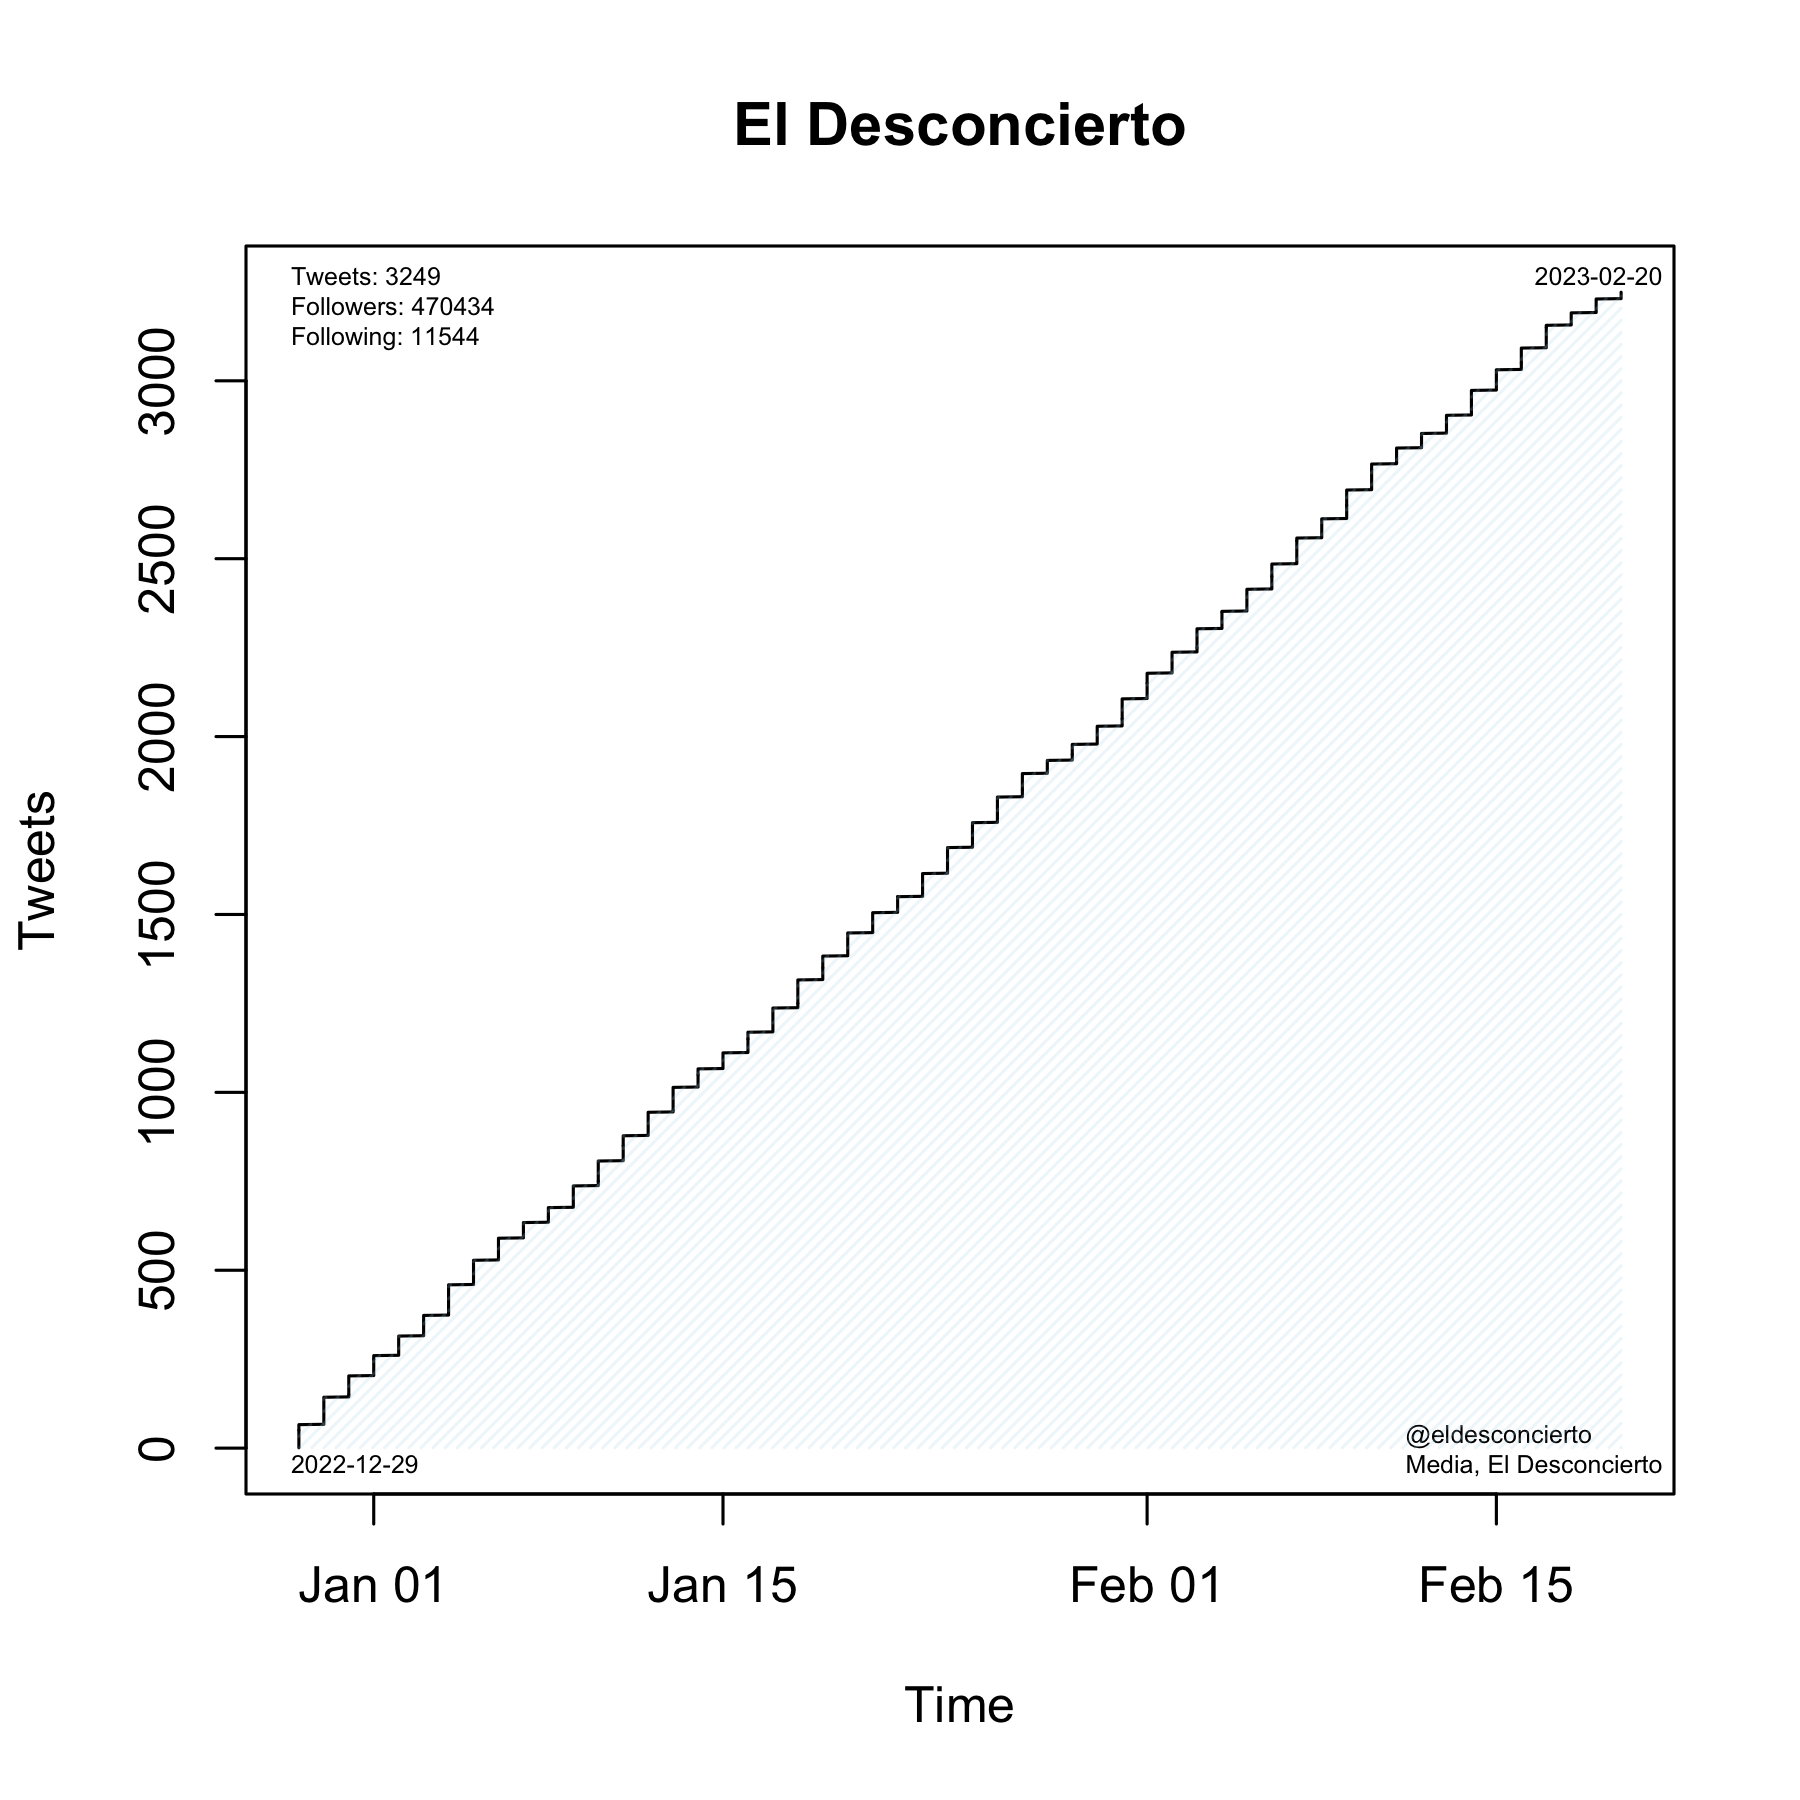 El Desconcierto
Tweets: 3249
Followers: 470434
Following: 11544
2023-02-20
3000
2500
2000
1500
1000
500
0
Tweets
2022-12-29
@eldesconcierto
Media, El Desconcierto
Jan 01
Jan 15
Feb 01
Feb 15
Time